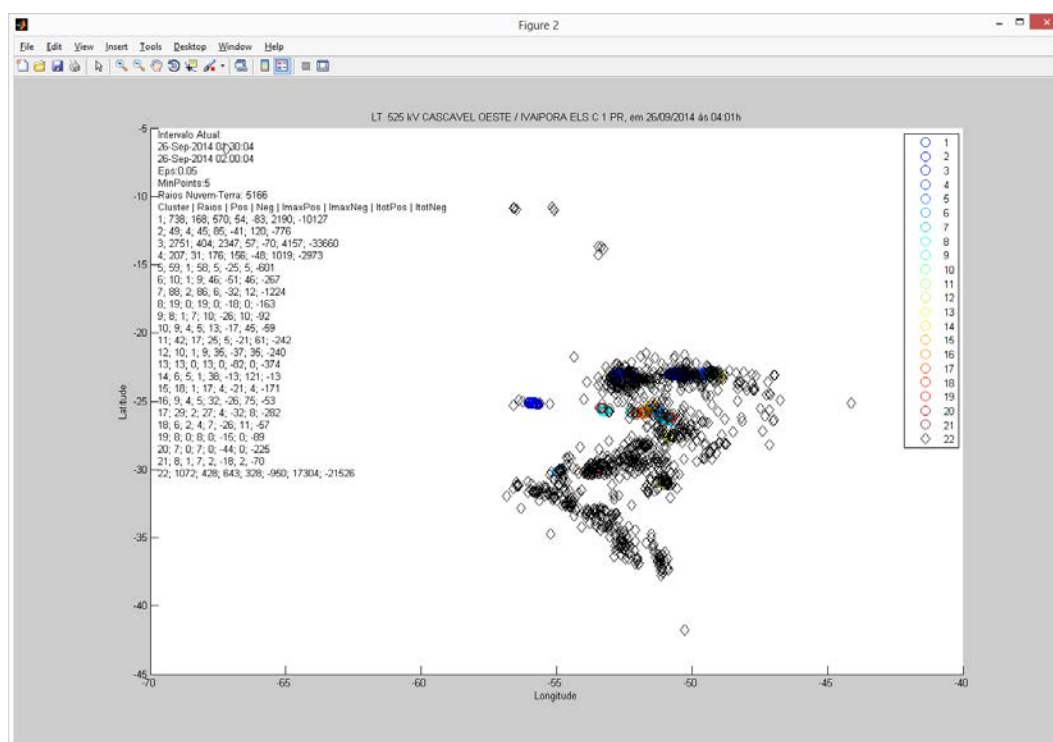 Figure 2
File Edit View Insert Tools Desktop Window Help
LT 525 kV CASCAVEL OESTE / IVAIPORA ELS C 1 PR, em 26/09/2014 ás 04:01h
-5
-10
-15
-20
-25
-30
-35
-40
-45
Latitude
Intervalo Atual:
26-Sep-2014 :30:04
26-Sep-2014 02:00:04
Eps:0.05
MinPoints:5
Raios Nuvem-Terra: 5166
Cluster | Raios | Pos | Neg | ImaxPos | ImaxNeg | ItotPos | ItotNeg
1; 738; 168; 570; 54; -83; 2190; -10127
2; 49; 4; 45; 85; -41; 120; -776
3; 2751; 404; 2347; 57; -70; 4157; -33660
4; 207; 31; 176; 156; -48; 1019; -2973
5; 59; 1; 58; 5; -25; 5; -601
6; 10; 1; 9; 46; -51; 46; -267
7; 88; 2; 86; 6; -32; 12; -1224
8; 19; 0; 19; 0; -18; 0; -163
9; 8; 1; 7; 10; -26; 10; -92
10; 9; 4; 5; 13; -17; 45; -59
11; 42; 17; 25; 5; -21; 61; -242
12; 10; 1; 9; 35; -37; 35; -240
13; 13; 0; 13; 0; -82; 0; -374
14; 6; 5; 1; 38; -13; 121; -13
15; 18; 1; 17; 4; -21; 4; -171
16; 9; 4; 5; 32; -26; 75; -53
17; 29; 2; 27; 4; -32; 8; -282
18; 6; 2; 4; 7; -26; 11; -57
19; 8; 0; 8; 0; -15; 0; -89
20; 7; 0; 7; 0; -44; 0; -225
21; 8; 1; 7; 2; -18; 2; -70
22; 1072; 428; 643; 328; -950; 17304; -21526
1
2
3
4
5
6
7
8
9
10
11
12
13
14
15
16
17
18
19
20
21
22
-70
-65
-60
-55
-50
-45
-40
Longitude